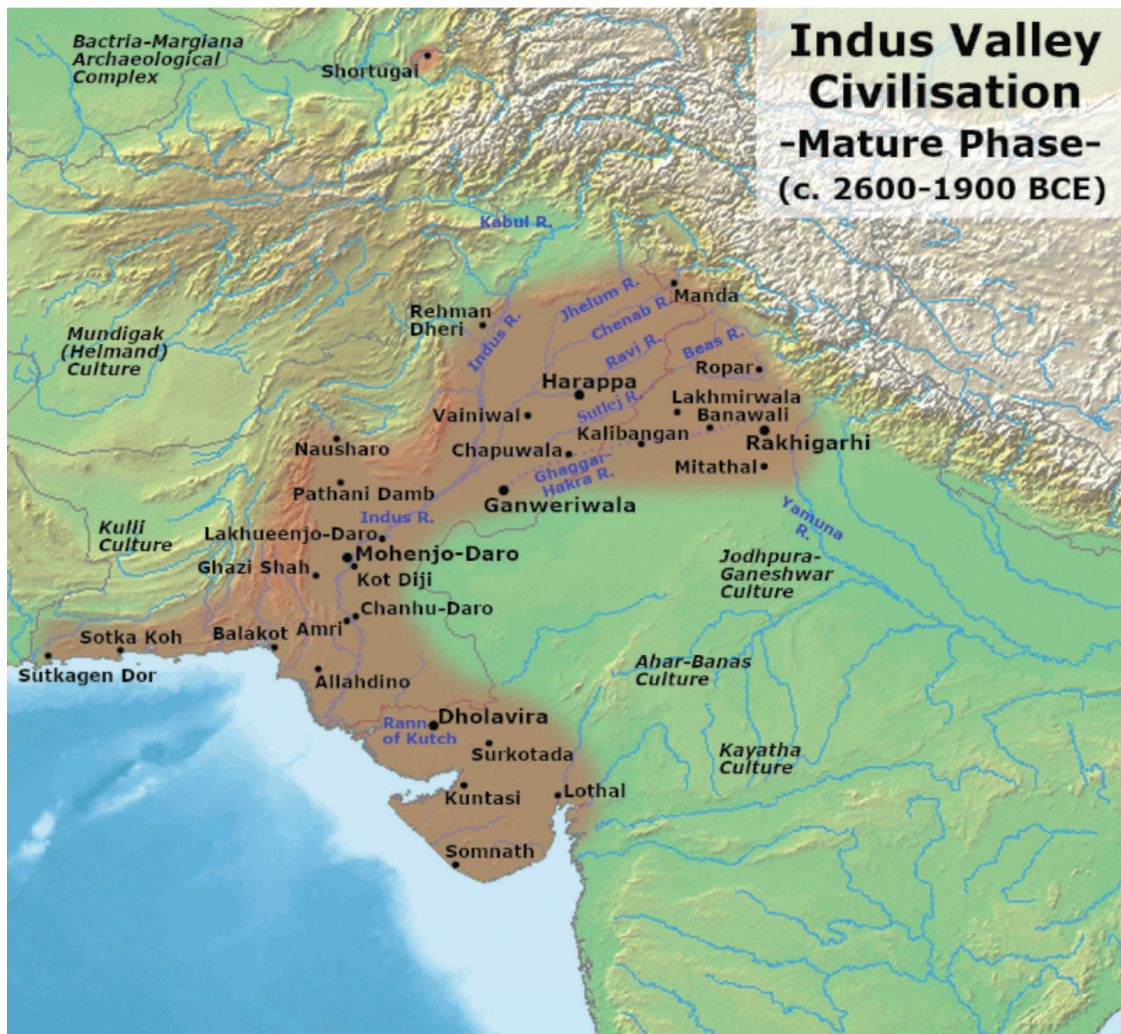 Indus Valley
Civilisation
-Mature Phase-
(c. 2600-1900 BCE)
Bactria-Margiana
Archaeological
Complex
Shortugai
Kabul R.
Manda
Jhelum R.
Rehman
Dheri
Chenab R.
Indus R.
Mundigak
(Helmand)
Culture
Ravi R.
Beas R.
Ropar
Harappa
Lakhmirwala
Sutlej R.
Vainiwal
Banawali
Kalibangan
Rakhigarhi
Nausharo
Chapuwala
Mitathal
Ghaggar-
Hakra R.
Pathani Damb
Ganweriwala
Indus R.
Yamuna
R.
Kulli
Culture
Lakhueenjo-Daro
Mohenjo-Daro
Ghazi Shah
Kot Diji
Jodhpura-
Ganeshwar
Culture
Chanhu-Daro
Amri
Sotka Koh
Balakot
Sutkagen Dor
Ahar-Banas
Culture
Allahdino
Dholavira
Rann
of Kutch
Surkotada
Kayatha
Culture
Kuntasi
Lothal
Somnath